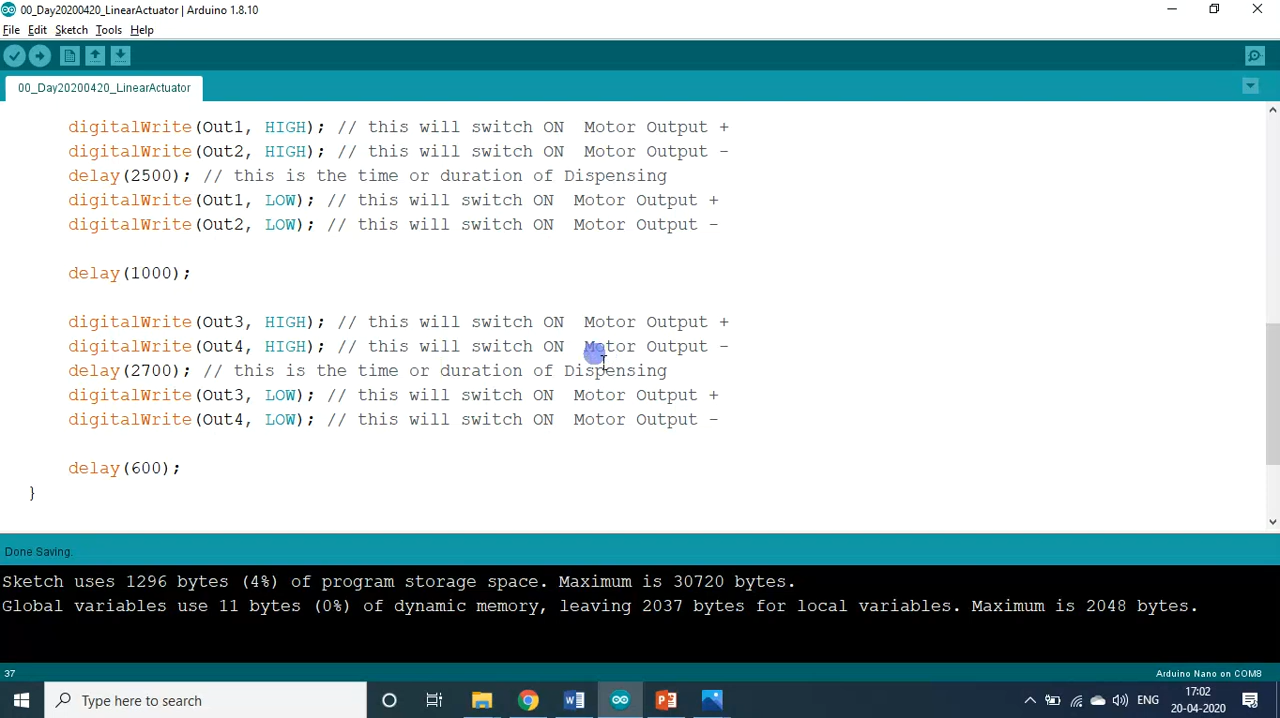 00_Day20200420_LinearActuator | Arduino 1.8.10
File Edit Sketch Tools Help
00_Day20200420_LinearActuator
digitalWrite(Out1, HIGH); // this will switch ON  Motor Output +
digitalWrite(Out2, HIGH); // this will switch ON  Motor Output -
delay(2500); // this is the time or duration of Dispensing
digitalWrite(Out1, LOW); // this will switch ON  Motor Output +
digitalWrite(Out2, LOW); // this will switch ON  Motor Output -
delay(1000);
digitalWrite(Out3, HIGH); // this will switch ON  Motor Output +
digitalWrite(Out4, HIGH); // this will switch ON  Motor Output -
delay(2700); // this is the time or duration of Dispensing
digitalWrite(Out3, LOW); // this will switch ON  Motor Output +
digitalWrite(Out4, LOW); // this will switch ON  Motor Output -
delay(600);
}
Done Saving.
Sketch uses 1296 bytes (4%) of program storage space. Maximum is 30720 bytes.
Global variables use 11 bytes (0%) of dynamic memory, leaving 2037 bytes for local variables. Maximum is 2048 bytes.
37
Arduino Nano on COM8
Type here to search
ENG
17:02
20-04-2020